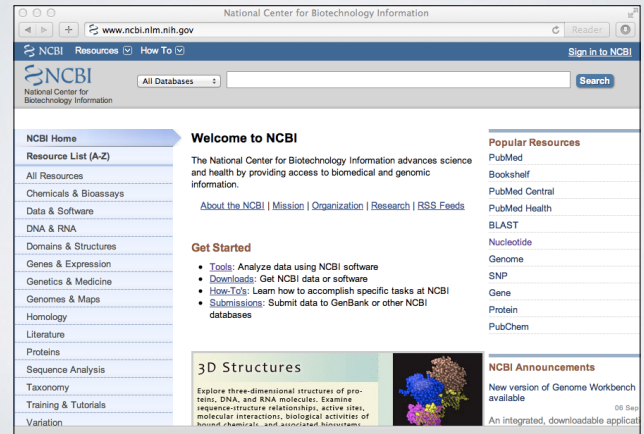 National Center for Biotechnology Information
www.ncbi.nlm.nih.gov
Reader
NCBI Resources How To
Sign in to NCBI
NCBI
National Center for
Biotechnology Information
All Databases
Search
NCBI Home
Resource List (A-Z)
All Resources
Chemicals & Bioassays
Data & Software
DNA & RNA
Domains & Structures
Genes & Expression
Genetics & Medicine
Genomes & Maps
Homology
Literature
Proteins
Sequence Analysis
Taxonomy
Training & Tutorials
Variation
Welcome to NCBI
The National Center for Biotechnology Information advances science
and health by providing access to biomedical and genomic
information.
About the NCBI | Mission | Organization | Research | RSS Feeds
Get Started
• Tools: Analyze data using NCBI software
• Downloads: Get NCBI data or software
• How-To's: Learn how to accomplish specific tasks at NCBI
• Submissions: Submit data to GenBank or other NCBI
databases
3D Structures
Explore three-dimensional structures of pro-
teins, DNA, and RNA molecules. Examine
sequence-structure relationships, active sites,
molecular interactions, biological activities of
bound chemicals, and associated biosystems.
Popular Resources
PubMed
Bookshelf
PubMed Central
PubMed Health
BLAST
Nucleotide
Genome
SNP
Gene
Protein
PubChem
NCBI Announcements
New version of Genome Workbench
available
06 Sep
An integrated, downloadable applicati